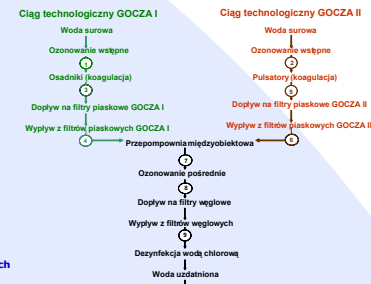 Ciąg technologiczny GOCZA I
Woda surowa
Ozonowanie wstępne
1
Osadniki (koagulacja)
3
Dopływ na filtry piaskowe GOCZA I
Wypływ z filtrów piaskowych GOCZA I
4
Ciąg technologiczny GOCZA II
Woda surowa
Ozonowanie wstępne
2
Pulsatory (koagulacja)
5
Dopływ na filtry piaskowe GOCZA II
Wypływ z filtrów piaskowych GOCZA II
6
Przepompownia międzyobiektowa
7
Ozonowanie pośrednie
8
Dopływ na filtry węglowe
Wypływ z filtrów węglowych
9
Dezynfekcja wodą chlorową
Woda uzdatniona
ch